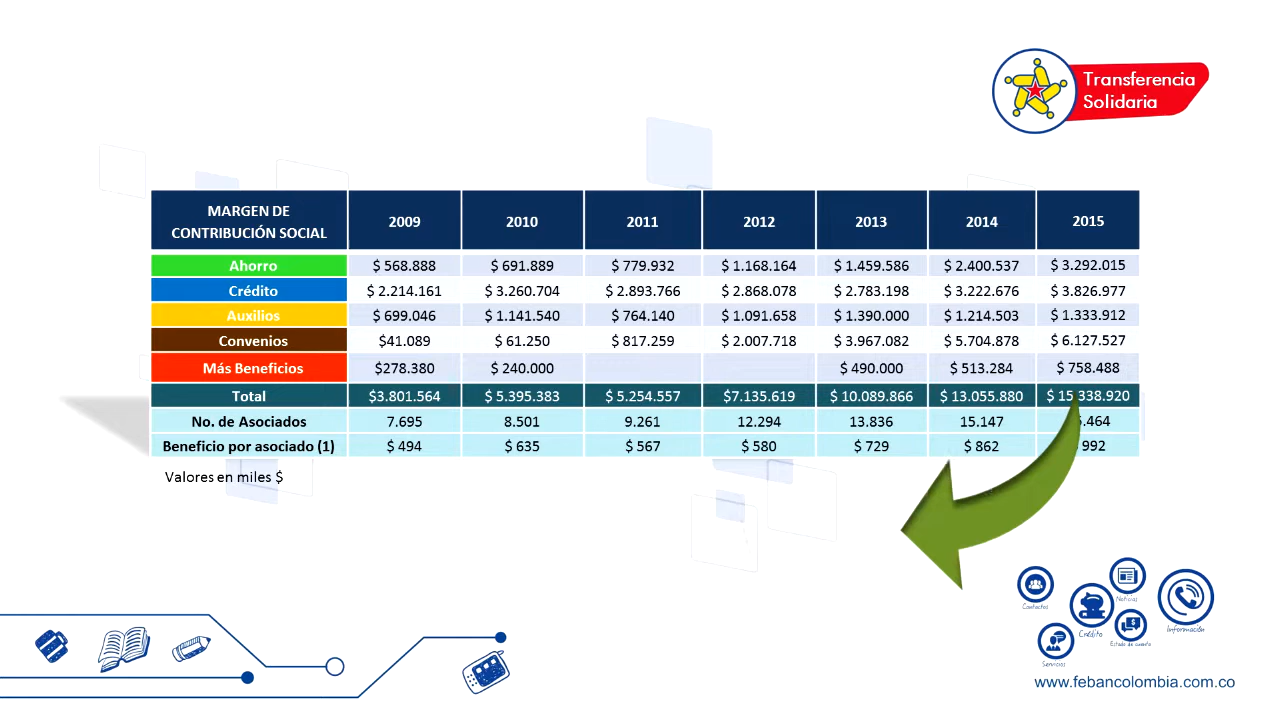 Transferencia
Solidaria
MARGEN DE
CONTRIBUCIÓN SOCIAL 2009 2010 2011 2012 2013 2014 2015
Ahorro $ 568.888 $ 691.889 $ 779.932 $ 1.168.164 $ 1.459.586 $ 2.400.537 $ 3.292.015
Crédito $ 2.214.161 $ 3.260.704 $ 2.893.766 $ 2.868.078 $ 2.783.198 $ 3.222.676 $ 3.826.977
Auxilios $ 699.046 $ 1.141.540 $ 764.140 $ 1.091.658 $ 1.390.000 $ 1.214.503 $ 1.333.912
Convenios $41.089 $ 61.250 $ 817.259 $ 2.007.718 $ 3.967.082 $ 5.704.878 $ 6.127.527
Más Beneficios $278.380 $ 240.000 $ 490.000 $ 513.284 $ 758.488
Total $3.801.564 $ 5.395.383 $ 5.254.557 $7.135.619 $ 10.089.866 $ 13.055.880 $ 15.338.920
No. de Asociados 7.695 8.501 9.261 12.294 13.836 15.147
Beneficio por asociado (1) $ 494 $ 635 $ 567 $ 580 $ 729 $ 862 992
Valores en miles $
Contactos
Noticias
Crédito
Información
Estado de cuenta
Servicios
www.febancolombia.com.co